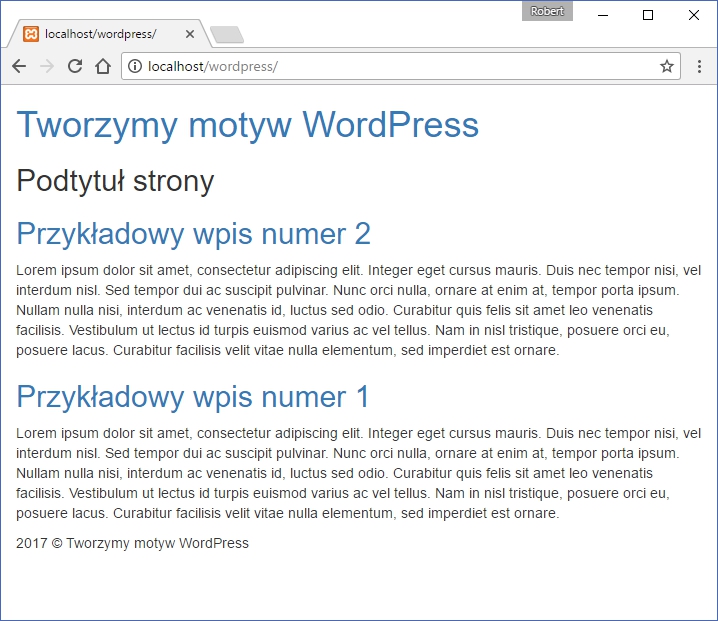 Robert
localhost/wordpress/
localhost/wordpress/
Tworzymy motyw WordPress
Podtytuł strony
Przykładowy wpis numer 2
Lorem ipsum dolor sit amet, consectetur adipiscing elit. Integer eget cursus mauris. Duis nec tempor nisi, vel
interdum nisl. Sed tempor dui ac suscipit pulvinar. Nunc orci nulla, ornare at enim at, tempor porta ipsum.
Nullam nulla nisi, interdum ac venenatis id, luctus sed odio. Curabitur quis felis sit amet leo venenatis
facilisis. Vestibulum ut lectus id turpis euismod varius ac vel tellus. Nam in nisl tristique, posuere orci eu,
posuere lacus. Curabitur facilisis velit vitae nulla elementum, sed imperdiet est ornare.
Przykładowy wpis numer 1
Lorem ipsum dolor sit amet, consectetur adipiscing elit. Integer eget cursus mauris. Duis nec tempor nisi, vel
interdum nisl. Sed tempor dui ac suscipit pulvinar. Nunc orci nulla, ornare at enim at, tempor porta ipsum.
Nullam nulla nisi, interdum ac venenatis id, luctus sed odio. Curabitur quis felis sit amet leo venenatis
facilisis. Vestibulum ut lectus id turpis euismod varius ac vel tellus. Nam in nisl tristique, posuere orci eu,
posuere lacus. Curabitur facilisis velit vitae nulla elementum, sed imperdiet est ornare.
2017 © Tworzymy motyw WordPress